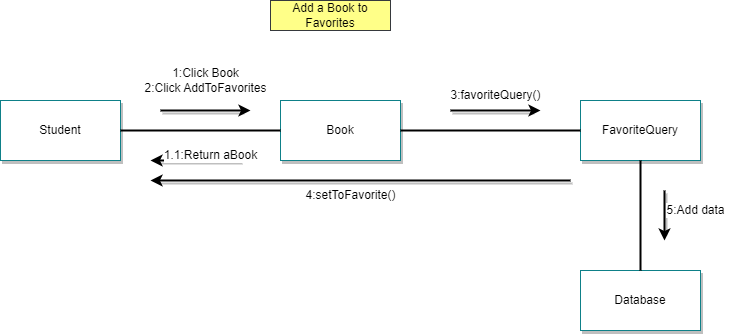 Add a Book to
Favorites
1:Click Book
2:Click AddToFavorites
3:favoriteQuery()
Student
Book
FavoriteQuery
1.1:Return aBook
4:setToFavorite()
5:Add data
Database